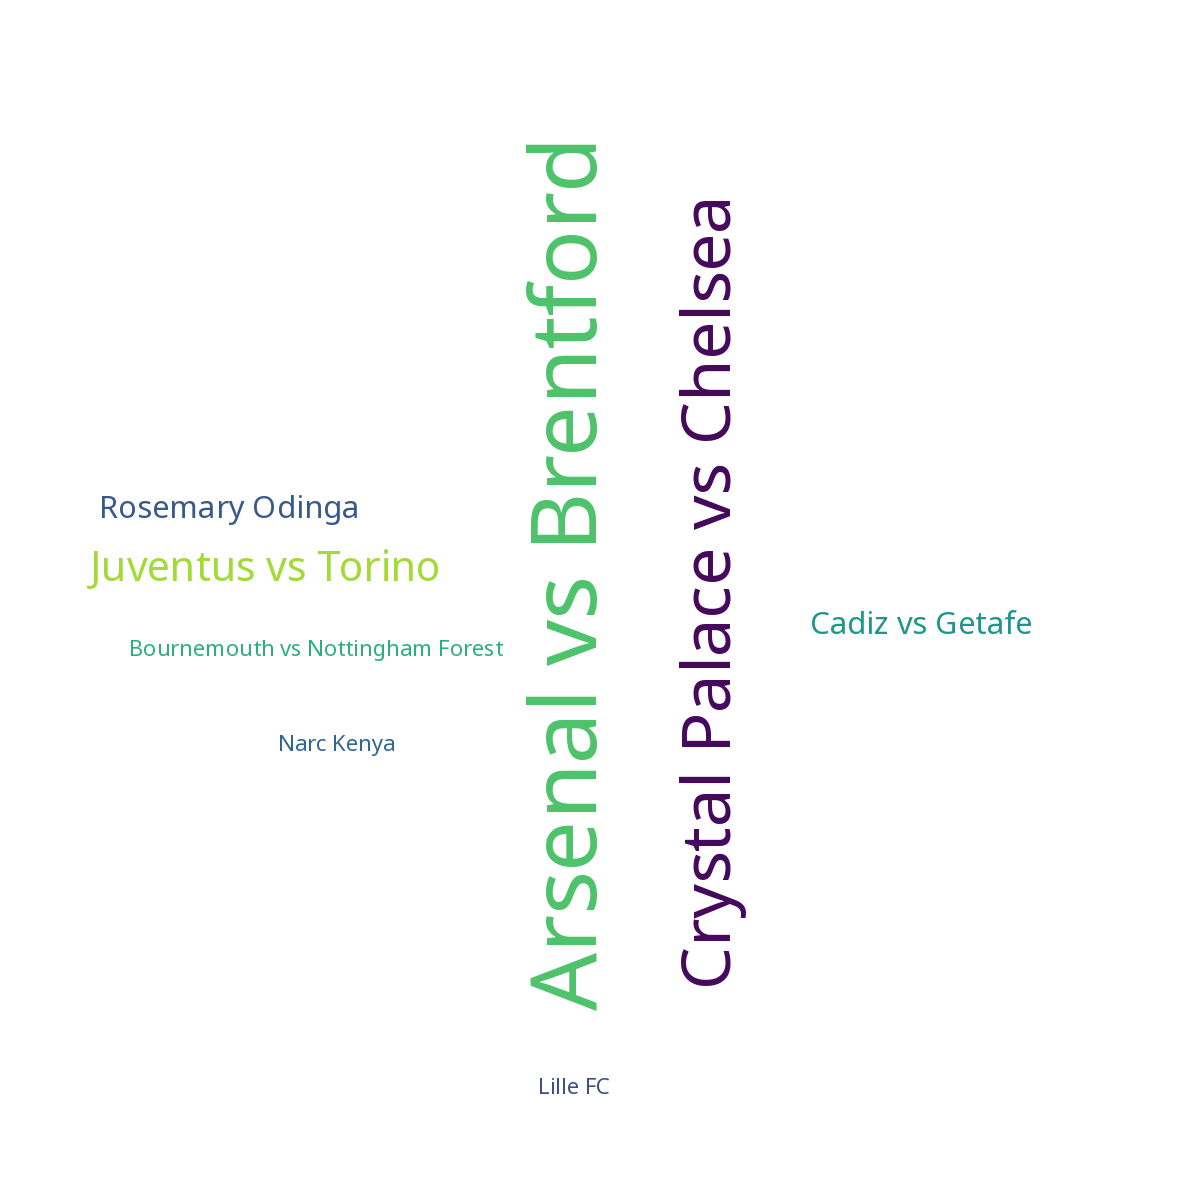 Arsenal vs Brentford
Crystal Palace vs Chelsea
Rosemary Odinga
Juventus vs Torino
Cadiz vs Getafe
Bournemouth vs Nottingham Forest
Narc Kenya
Lille FC